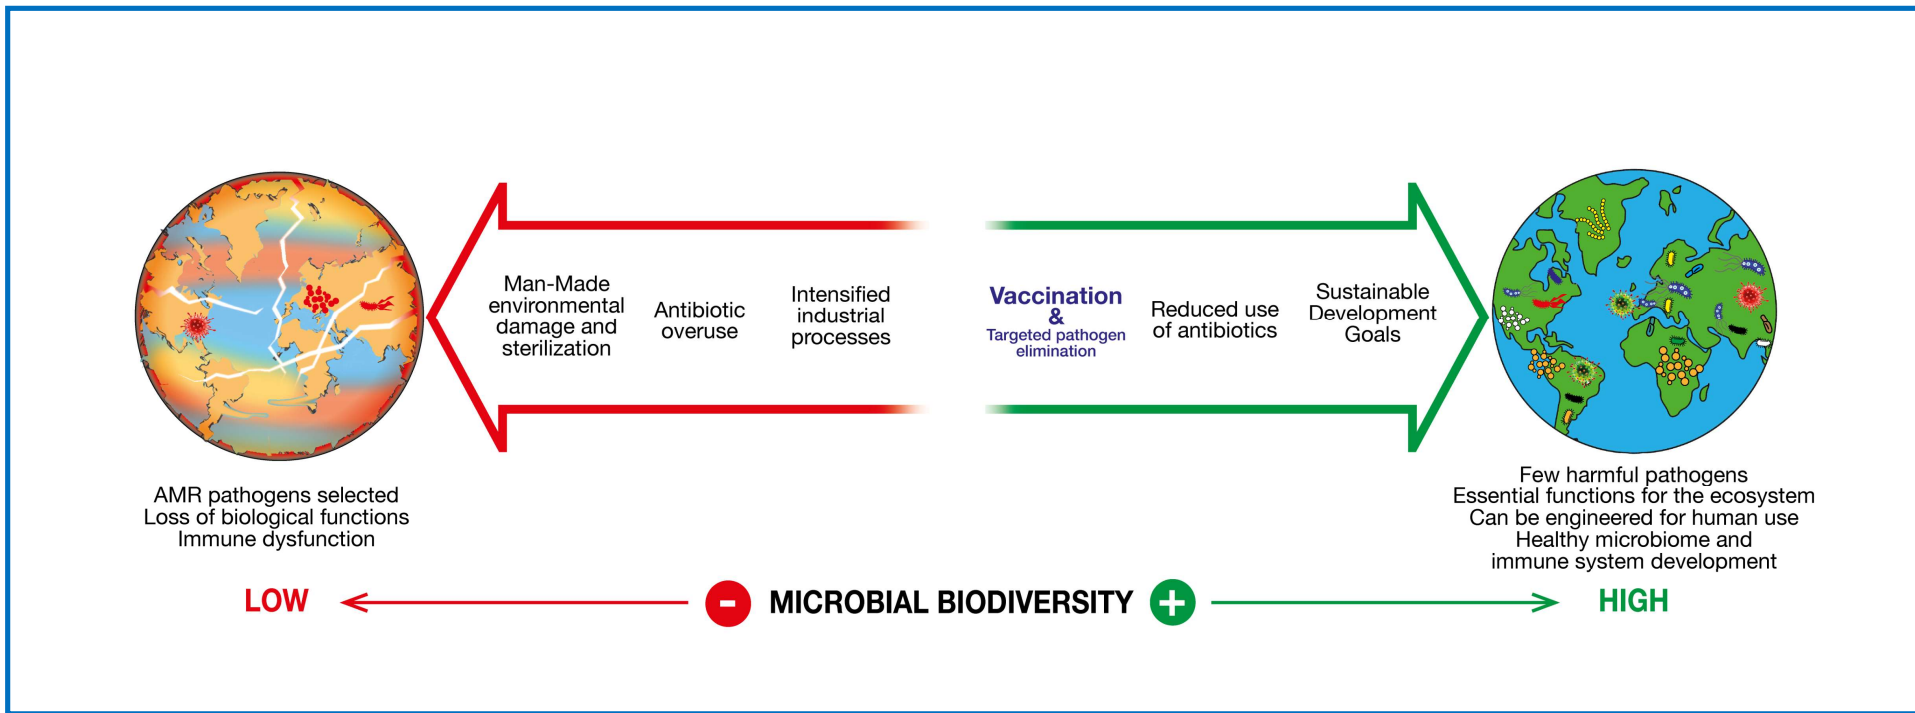 Man-Made
environmental
damage and
sterilization
Antibiotic
overuse
Intensified
industrial
processes
Vaccination
&
Targeted pathogen
elimination
Reduced use
of antibiotics
Sustainable
Development
Goals
AMR pathogens selected
Loss of biological functions
Immune dysfunction
Few harmful pathogens
Essential functions for the ecosystem
Can be engineered for human use
Healthy microbiome and
immune system development
LOW - MICROBIAL BIODIVERSITY + HIGH